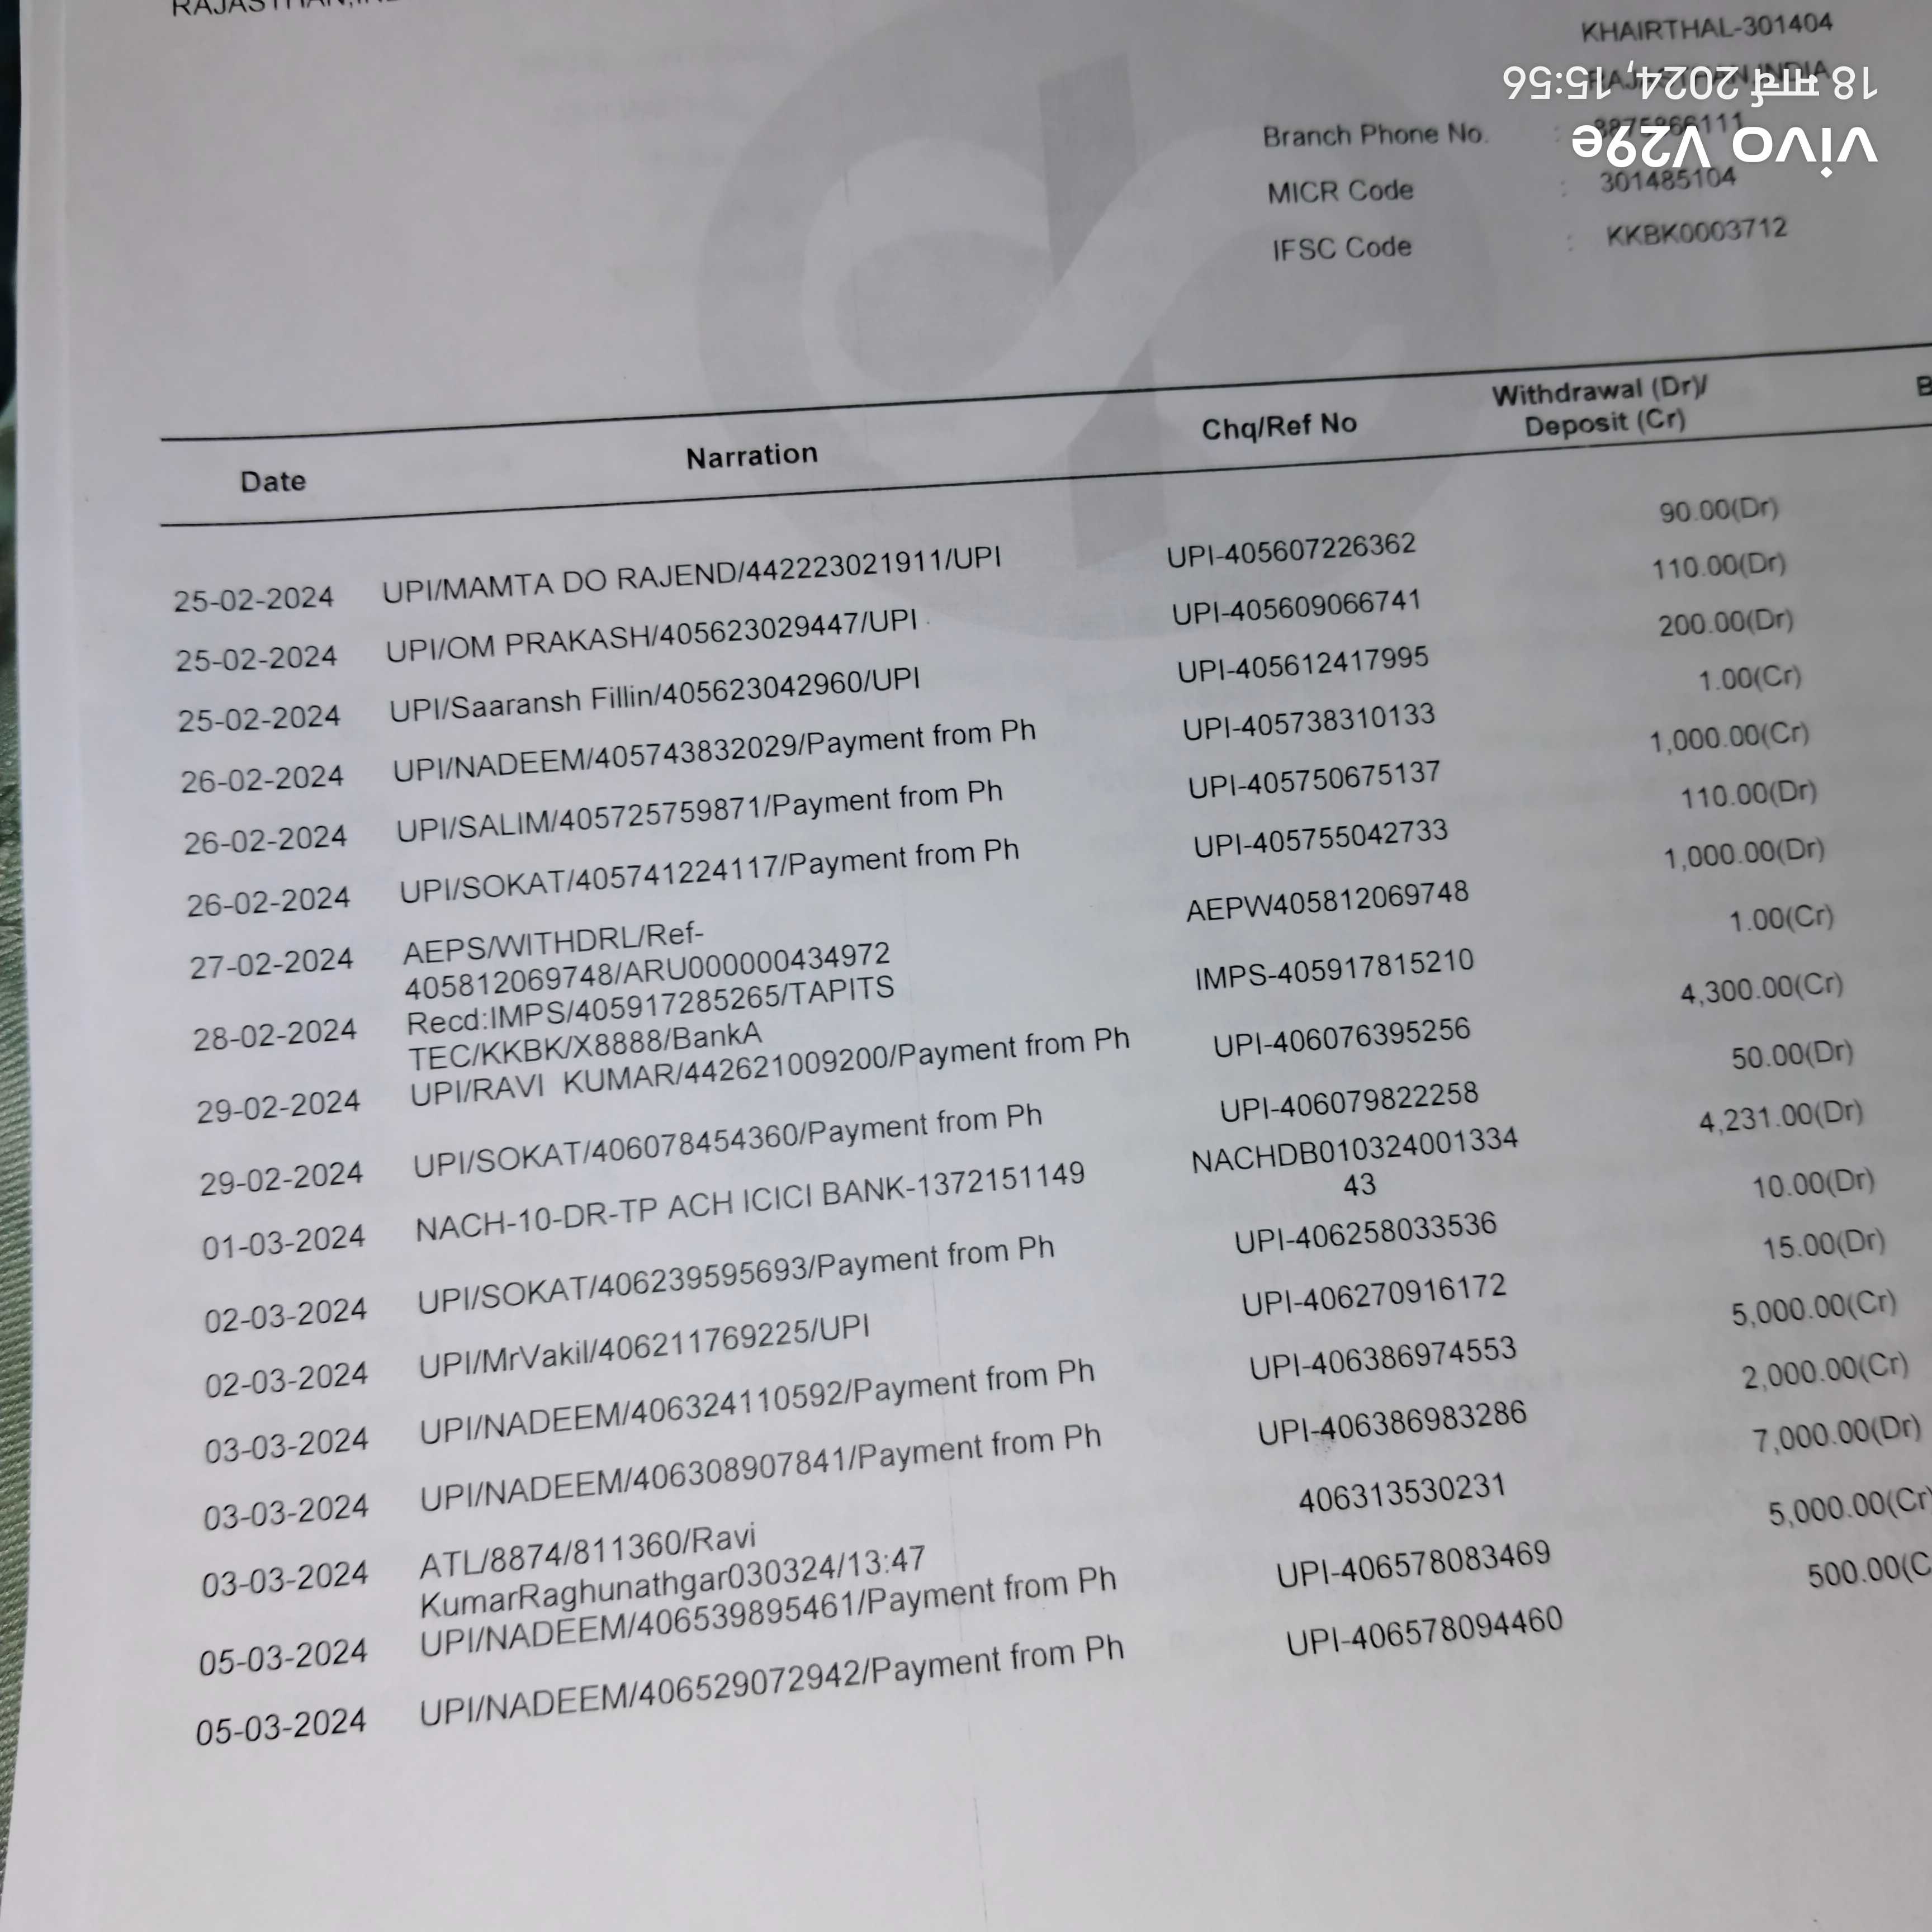 KHAIRTHAL-301404
RAJASTHAN,INDIA
Branch Phone No. : 8875866111
MICR Code : 301485104
IFSC Code : KKBK0003712
18 मार्च 2024, 15:56
vivo V29e
Date Narration Chq/Ref No Withdrawal (Dr)/
Deposit (Cr)
25-02-2024 UPI/MAMTA DO RAJEND/442223021911/UPI UPI-405607226362 90.00(Dr)
25-02-2024 UPI/OM PRAKASH/405623029447/UPI UPI-405609066741 110.00(Dr)
25-02-2024 UPI/Saaransh Fillin/405623042960/UPI UPI-405612417995 200.00(Dr)
26-02-2024 UPI/NADEEM/405743832029/Payment from Ph UPI-405738310133 1.00(Cr)
26-02-2024 UPI/SALIM/405725759871/Payment from Ph UPI-405750675137 1,000.00(Cr)
26-02-2024 UPI/SOKAT/405741224117/Payment from Ph UPI-405755042733 110.00(Dr)
27-02-2024 AEPS/WITHDRL/Ref- AEPW405812069748 1,000.00(Dr)
405812069748/ARU000000434972
28-02-2024 Recd:IMPS/405917285265/TAPITS IMPS-405917815210 1.00(Cr)
TEC/KKBK/X8888/BankA
29-02-2024 UPI/RAVI KUMAR/442621009200/Payment from Ph UPI-406076395256 4,300.00(Cr)
29-02-2024 UPI/SOKAT/406078454360/Payment from Ph UPI-406079822258 50.00(Dr)
01-03-2024 NACH-10-DR-TP ACH ICICI BANK-1372151149 NACHDB010324001334 4,231.00(Dr)
43
02-03-2024 UPI/SOKAT/406239595693/Payment from Ph UPI-406258033536 10.00(Dr)
02-03-2024 UPI/MrVakil/406211769225/UPI UPI-406270916172 15.00(Dr)
03-03-2024 UPI/NADEEM/406324110592/Payment from Ph UPI-406386974553 5,000.00(Cr)
03-03-2024 UPI/NADEEM/406308907841/Payment from Ph UPI-406386983286 2,000.00(Cr)
03-03-2024 ATL/8874/811360/Ravi 406313530231 7,000.00(Dr)
KumarRaghunathgar030324/13:47
05-03-2024 UPI/NADEEM/406539895461/Payment from Ph UPI-406578083469 5,000.00(Cr)
05-03-2024 UPI/NADEEM/406529072942/Payment from Ph UPI-406578094460 500.00(C